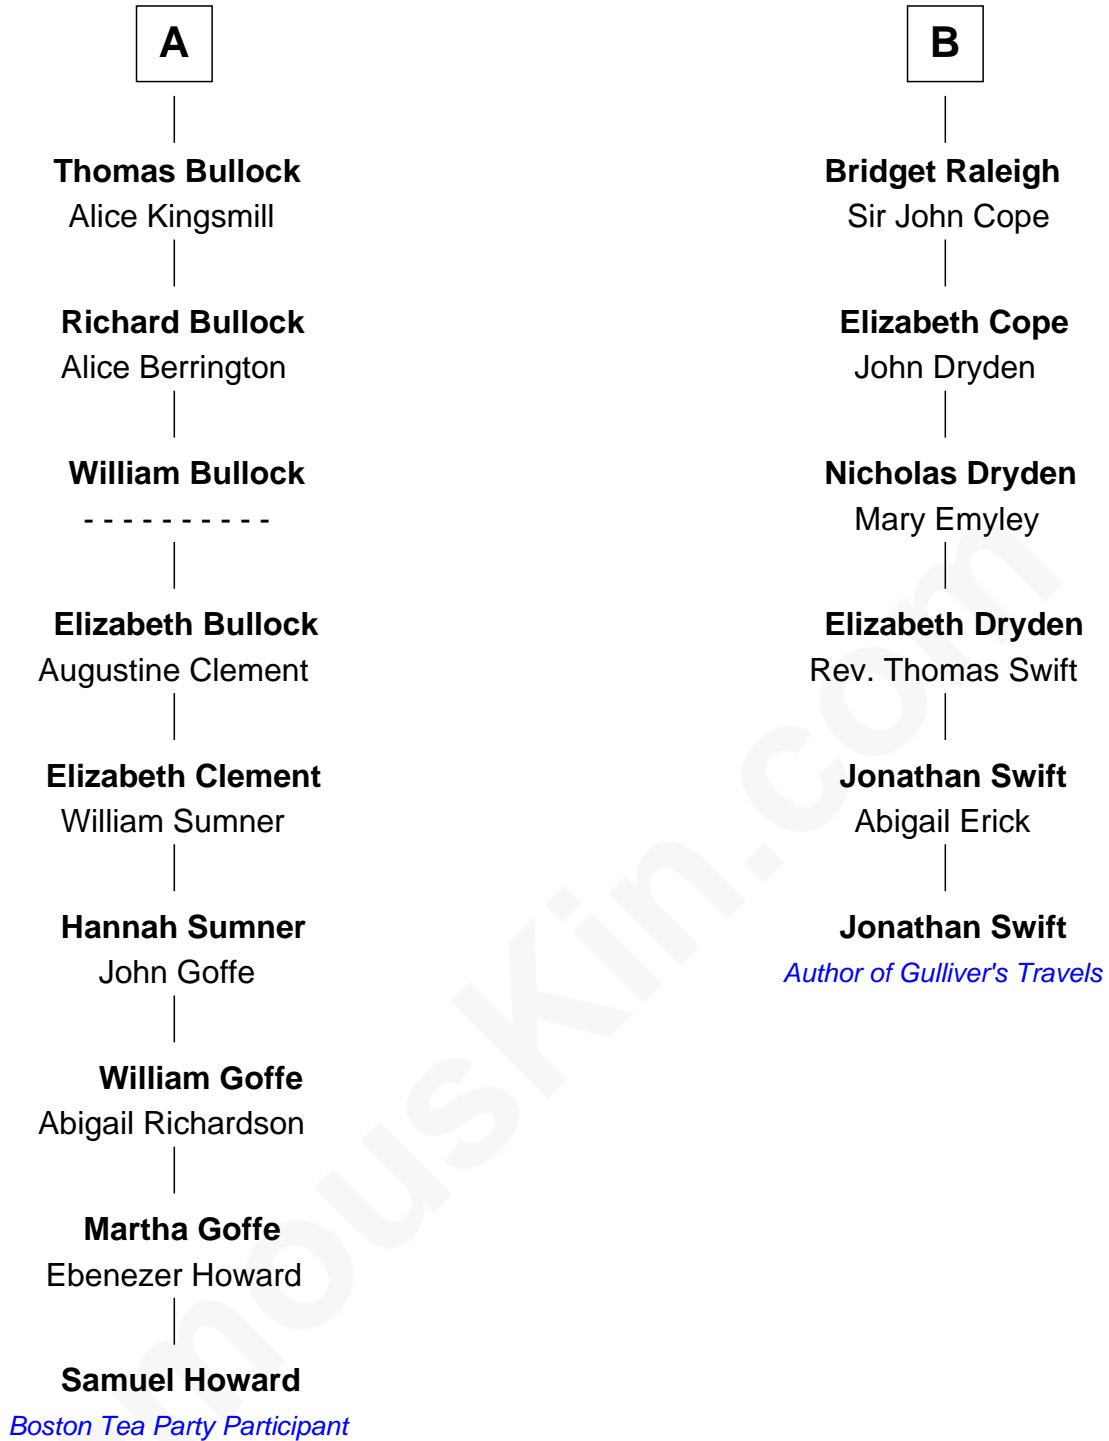 A
Thomas Bullock
Alice Kingsmill
Richard Bullock
Alice Berrington
William Bullock
- - - - - - - - - -
Elizabeth Bullock
Augustine Clement
Elizabeth Clement
William Sumner
Hannah Sumner
John Goffe
William Goffe
Abigail Richardson
Martha Goffe
Ebenezer Howard
Samuel Howard
Boston Tea Party Participant
B
Bridget Raleigh
Sir John Cope
Elizabeth Cope
John Dryden
Nicholas Dryden
Mary Emyley
Elizabeth Dryden
Rev. Thomas Swift
Jonathan Swift
Abigail Erick
Jonathan Swift
Author of Gulliver's Travels
mousKin.com